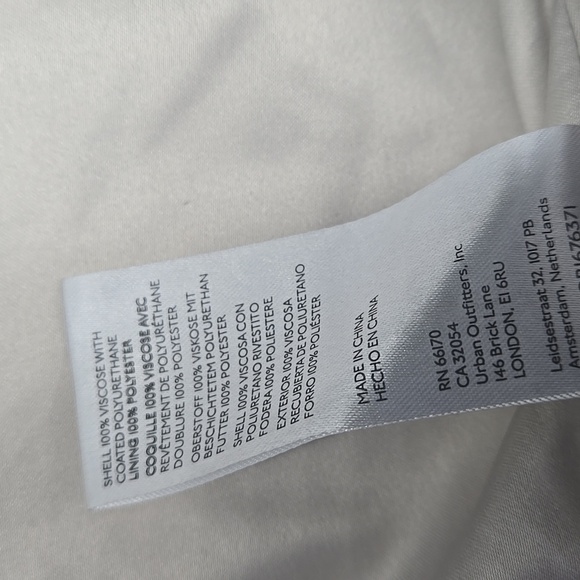 SHELL 100% VISCOSE WITH
COATED POLYURETHANE
LINING 100% POLYESTER
COQUILLE 100% VISCOSE AVEC
REVÊTEMENT DE POLYURÉTHANE
DOUBLURE 100% POLYESTER
OBERSTOFF 100% VISKOSE MIT
BESCHICHTETEM POLYURETHAN
FUTTER 100% POLYESTER
SHELL 100% VISCOSA CON
POLIURETANO RIVESTITO
FODERA 100% POLIESTERE
EXTERIOR 100% VISCOSA
RECUBIERTA DE POLIURETANO
FORRO 100% POLIÉSTER
MADE IN CHINA
HECHO EN CHINA
RN 66170
CA 32054
Urban Outfitters, Inc
146 Brick Lane
LONDON, E1 6RU
Leidsestraat 32, 1017 PB
Amsterdam, Netherlands